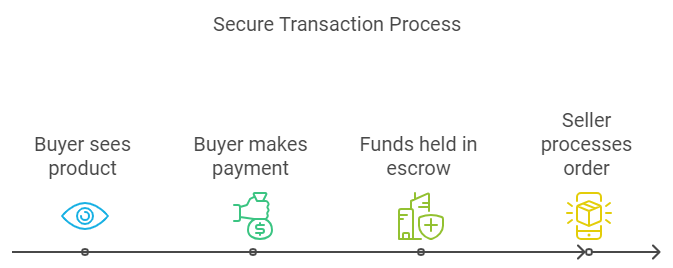 Secure Transaction Process
Buyer sees
product
Buyer makes
payment
Funds held in
escrow
Seller
processes
order
$